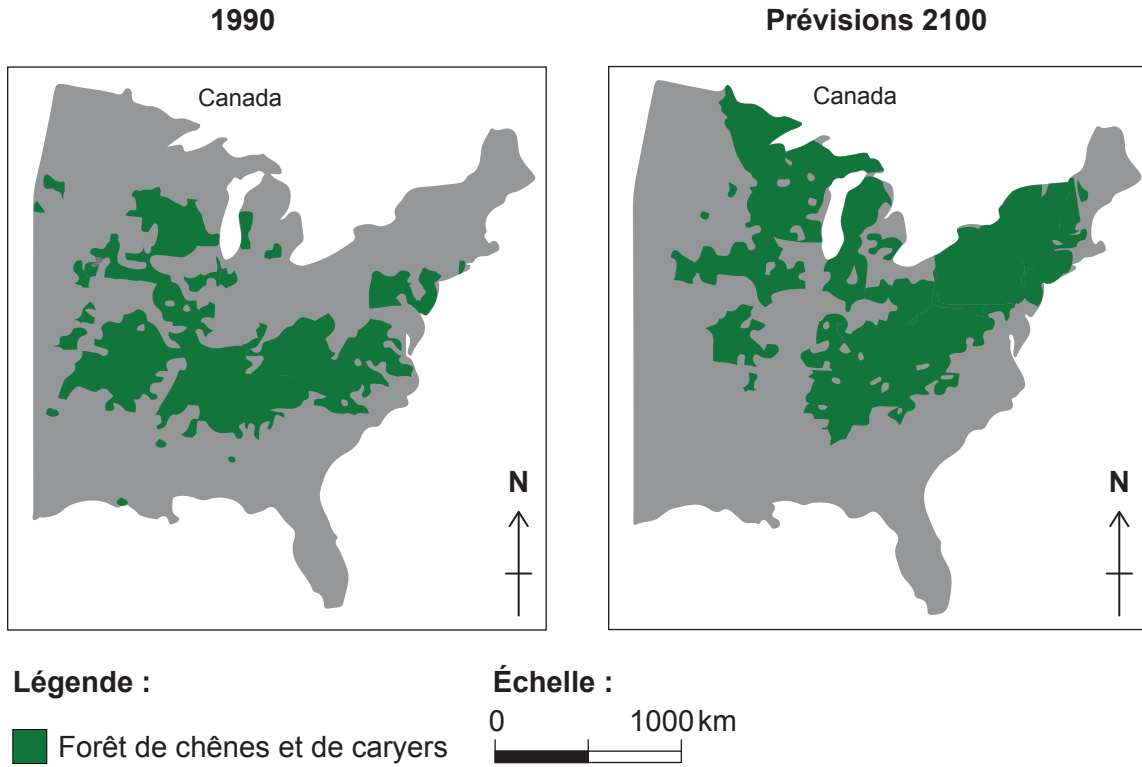 1990
Prévisions 2100
Canada
Canada
N
N
Légende :
Échelle :
0 1000 km
Forêt de chênes et de caryers